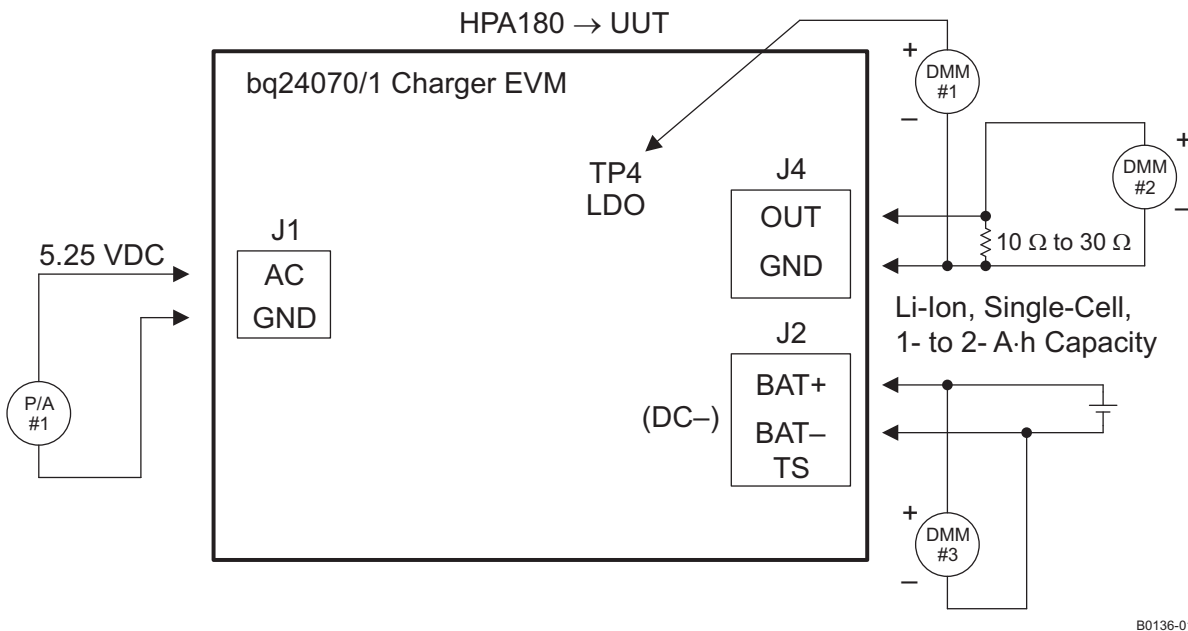 HPA180 → UUT
bq24070/1 Charger EVM
+
DMM
#1
–
TP4
LDO
J4
OUT
GND
+
DMM
#2
–
10 Ω to 30 Ω
J1
5.25 VDC
AC
GND
P/A
#1
Li-Ion, Single-Cell,
1- to 2- A·h Capacity
J2
(DC–)
BAT+
BAT–
TS
+
DMM
#3
–